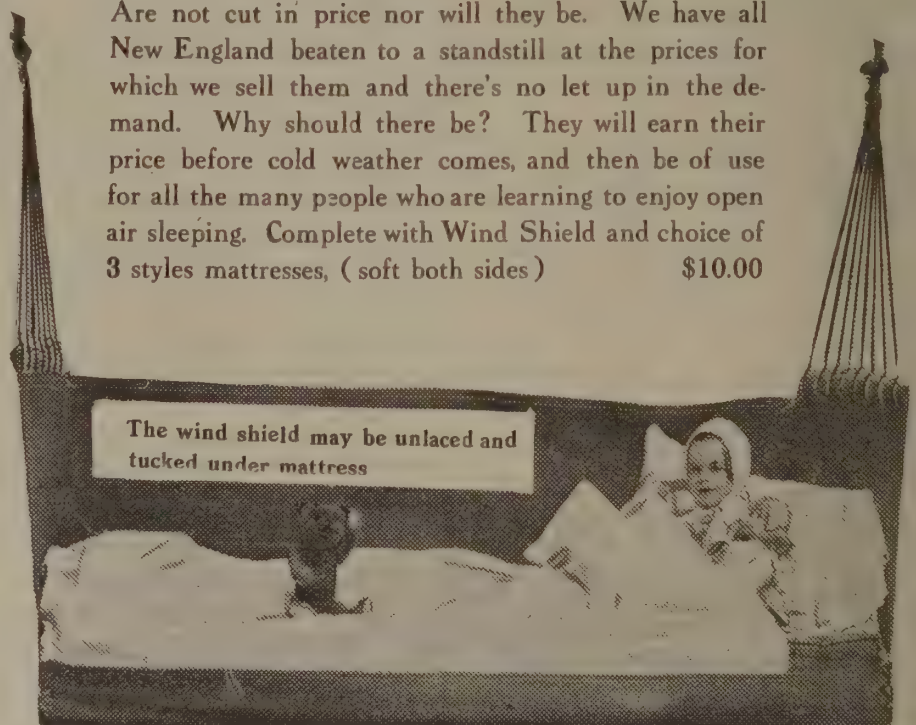 Are not cut in price nor will they be. We have all
New England beaten to a standstill at the prices for
which we sell them and there's no let up in the de-
mand. Why should there be? They will earn their
price before cold weather comes, and then be of use
for all the many people who are learning to enjoy open
air sleeping. Complete with Wind Shield and choice of
3 styles mattresses, (soft both sides) $10.00
The wind shield may be unlaced and
tucked under mattress